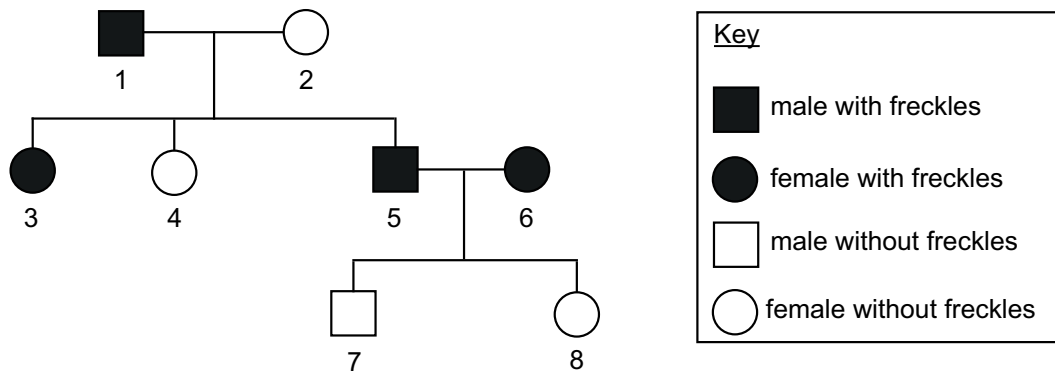 Key
1 2
male with freckles
female with freckles
3 4 5 6
male without freckles
female without freckles
7 8